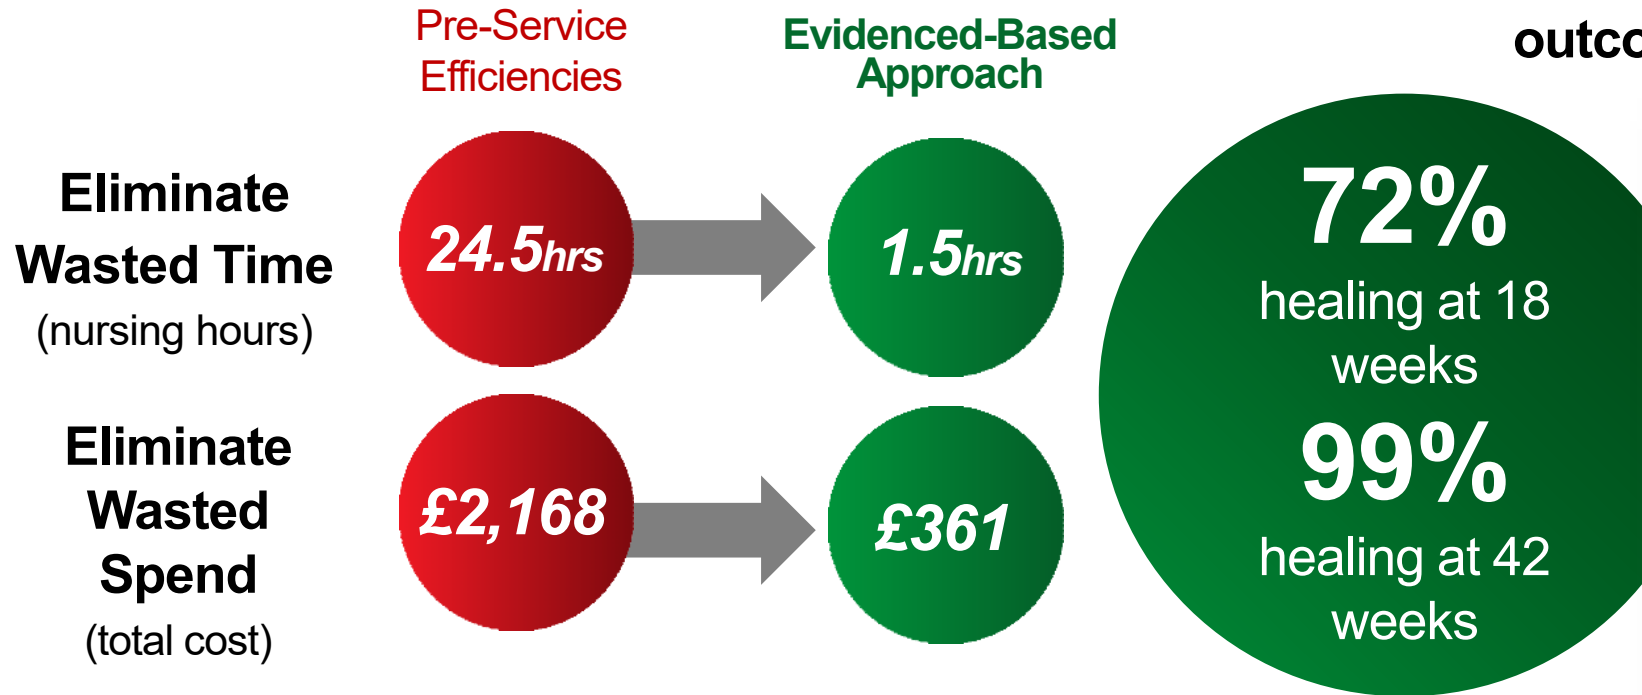 Pre-Service
Efficiencies
Evidenced-Based
Approach
outco
Eliminate
Wasted Time
(nursing hours)
24.5hrs
1.5hrs
Eliminate
Wasted
Spend
(total cost)
£2,168
£361
72%
healing at 18
weeks
99%
healing at 42
weeks